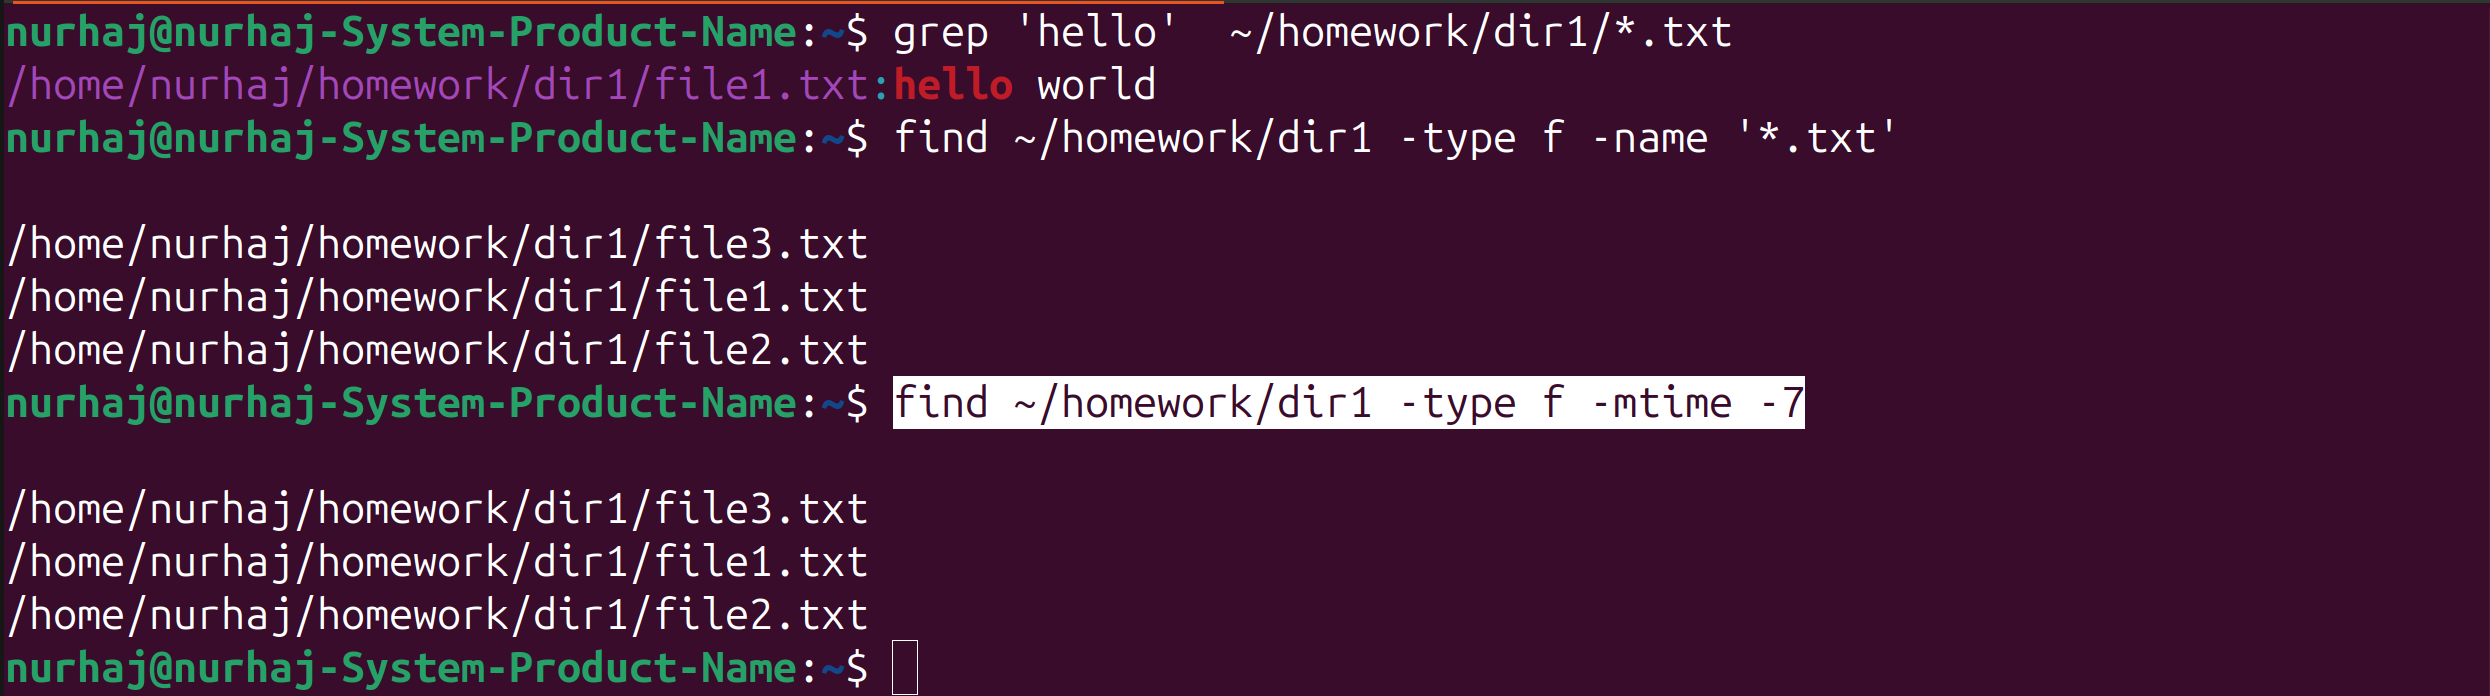 nurhaj@nurhaj-System-Product-Name:~$ grep 'hello'  ~/homework/dir1/*.txt
/home/nurhaj/homework/dir1/file1.txt:hello world
nurhaj@nurhaj-System-Product-Name:~$ find ~/homework/dir1 -type f -name '*.txt'
/home/nurhaj/homework/dir1/file3.txt
/home/nurhaj/homework/dir1/file1.txt
/home/nurhaj/homework/dir1/file2.txt
nurhaj@nurhaj-System-Product-Name:~$ find ~/homework/dir1 -type f -mtime -7
/home/nurhaj/homework/dir1/file3.txt
/home/nurhaj/homework/dir1/file1.txt
/home/nurhaj/homework/dir1/file2.txt
nurhaj@nurhaj-System-Product-Name:~$